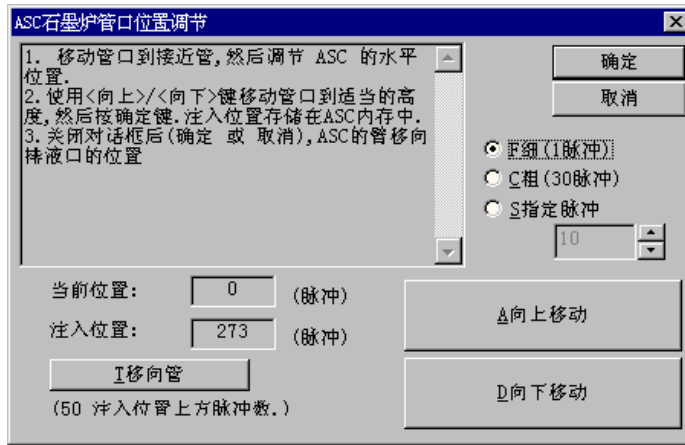 ASC石墨炉管口位置调节
1. 移动管口到接近管,然后调节 ASC 的水平
位置.
2.使用<向上>/<向下>键移动管口到适当的高
度,然后按确定键.注入位置存储在ASC内存中.
3.关闭对话框后(确定 或 取消),ASC的臂移向
排液口的位置
确定
取消
F细(1脉冲)
C粗(30脉冲)
S指定脉冲
10
当前位置: 0 (脉冲)
注入位置: 273 (脉冲)
T移向管
(50 注入位置上方脉冲数.)
A向上移动
D向下移动